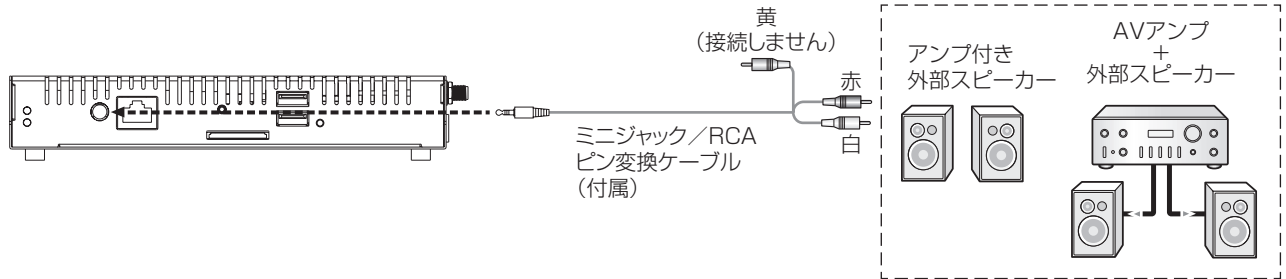 黄
（接続しません）
赤
白
ミニジャック／RCA
ピン変換ケーブル
（付属）
アンプ付き
外部スピーカー
AVアンプ
＋
外部スピーカー